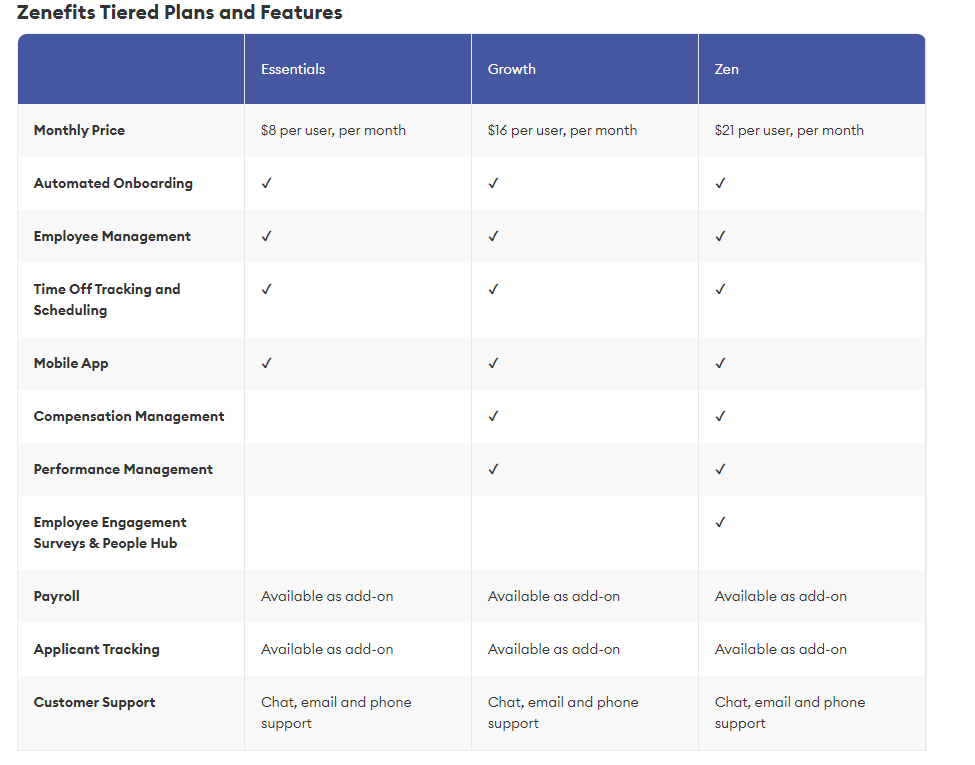 Zenefits Tiered Plans and Features
Essentials Growth Zen
Monthly Price $8 per user, per month $16 per user, per month $21 per user, per month
Automated Onboarding ✓ ✓ ✓
Employee Management ✓ ✓ ✓
Time Off Tracking and ✓ ✓ ✓
Scheduling
Mobile App ✓ ✓ ✓
Compensation Management ✓ ✓
Performance Management ✓ ✓
Employee Engagement ✓
Surveys & People Hub
Payroll Available as add-on Available as add-on Available as add-on
Applicant Tracking Available as add-on Available as add-on Available as add-on
Customer Support Chat, email and phone Chat, email and phone Chat, email and phone
support support support